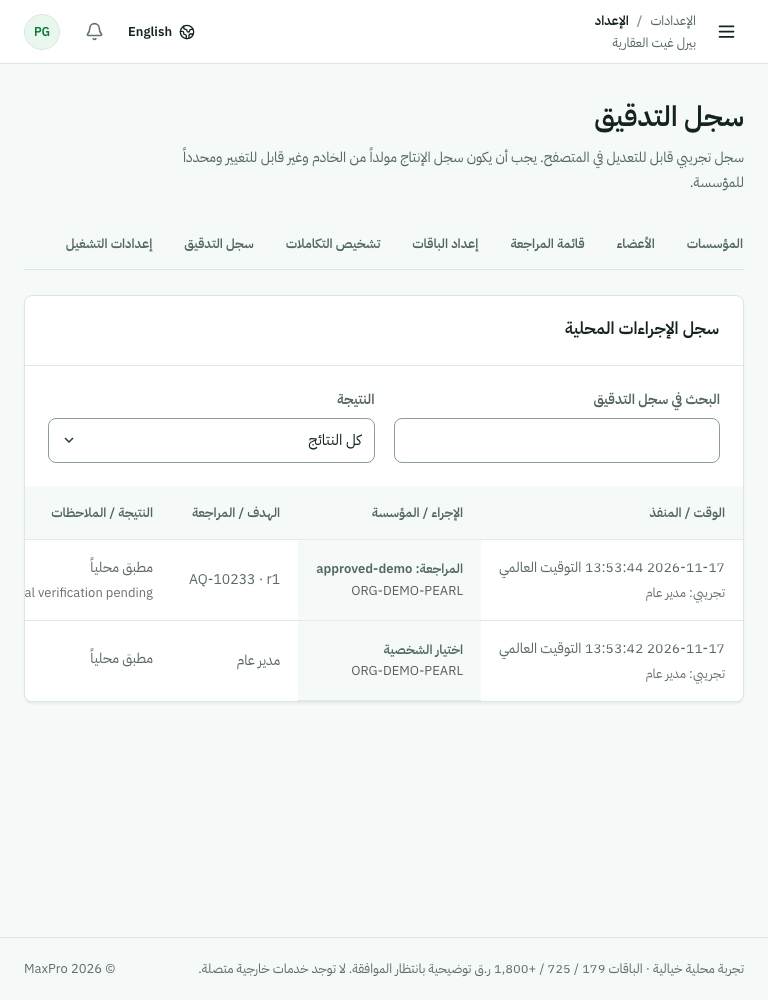 الإعدادات / الإعداد
بيرل غيت العقارية
English
PG
سجل التدقيق
سجل تجريبي قابل للتعديل في المتصفح. يجب أن يكون سجل الإنتاج مولداً من الخادم وغير قابل للتغيير ومحدداً
للمؤسسة.
المؤسسات الأعضاء قائمة المراجعة إعداد الباقات تشخيص التكاملات سجل التدقيق إعدادات التشغيل
سجل الإجراءات المحلية
البحث في سجل التدقيق
النتيجة
كل النتائج
الوقت / المنفذ الإجراء / المؤسسة الهدف / المراجعة النتيجة / الملاحظات
2026-11-17 13:53:44 التوقيت العالمي
تجريبي: مدير عام
المراجعة: approved-demo
ORG-DEMO-PEARL
AQ-10233 · r1
مطبق محلياً
al verification pending
2026-11-17 13:53:42 التوقيت العالمي
تجريبي: مدير عام
اختيار الشخصية
ORG-DEMO-PEARL
مدير عام
مطبق محلياً
تجربة محلية خيالية · الباقات 179 / 725 / +1,800 ر.ق توضيحية بانتظار الموافقة. لا توجد خدمات خارجية متصلة.
© 2026 MaxPro